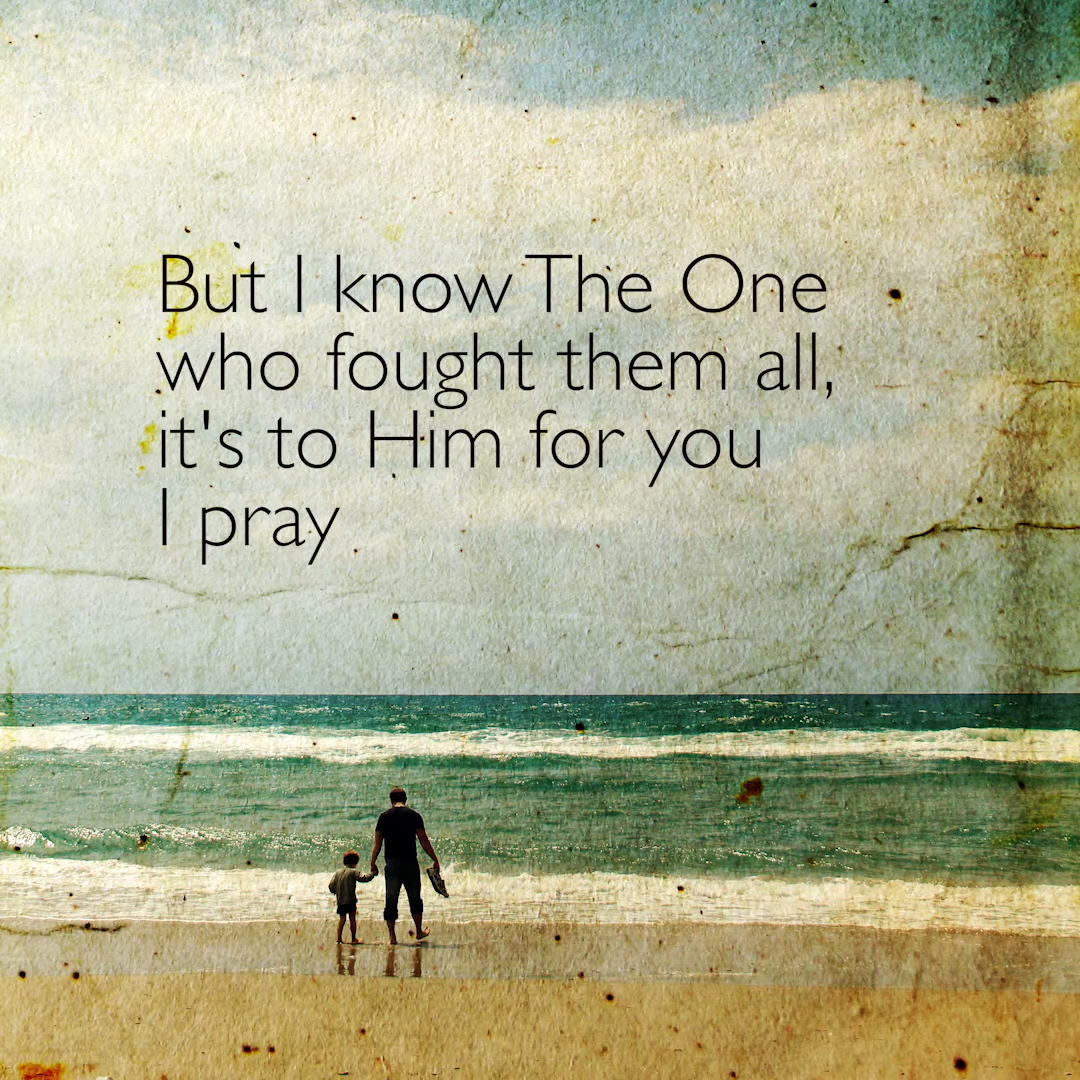 But I know The One
who fought them all,
it's to Him for you
I pray